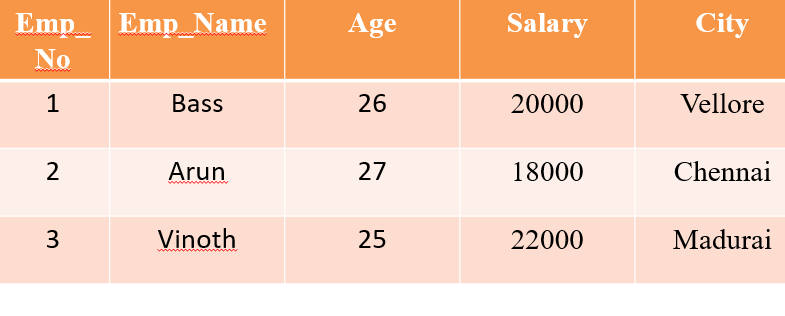 Emp_ Emp_Name Age Salary City
No
1 Bass 26 20000 Vellore
2 Arun 27 18000 Chennai
3 Vinoth 25 22000 Madurai